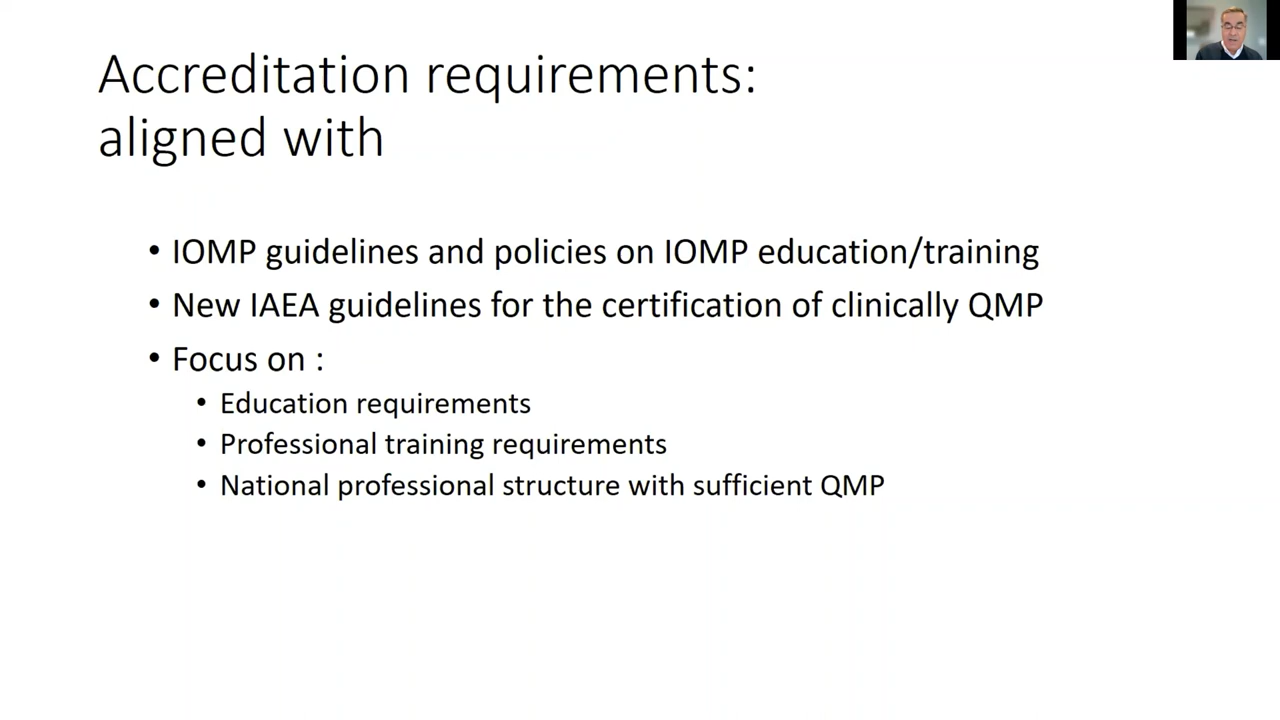 Accreditation requirements:
aligned with
• IOMP guidelines and policies on IOMP education/training
• New IAEA guidelines for the certification of clinically QMP
• Focus on :
• Education requirements
• Professional training requirements
• National professional structure with sufficient QMP